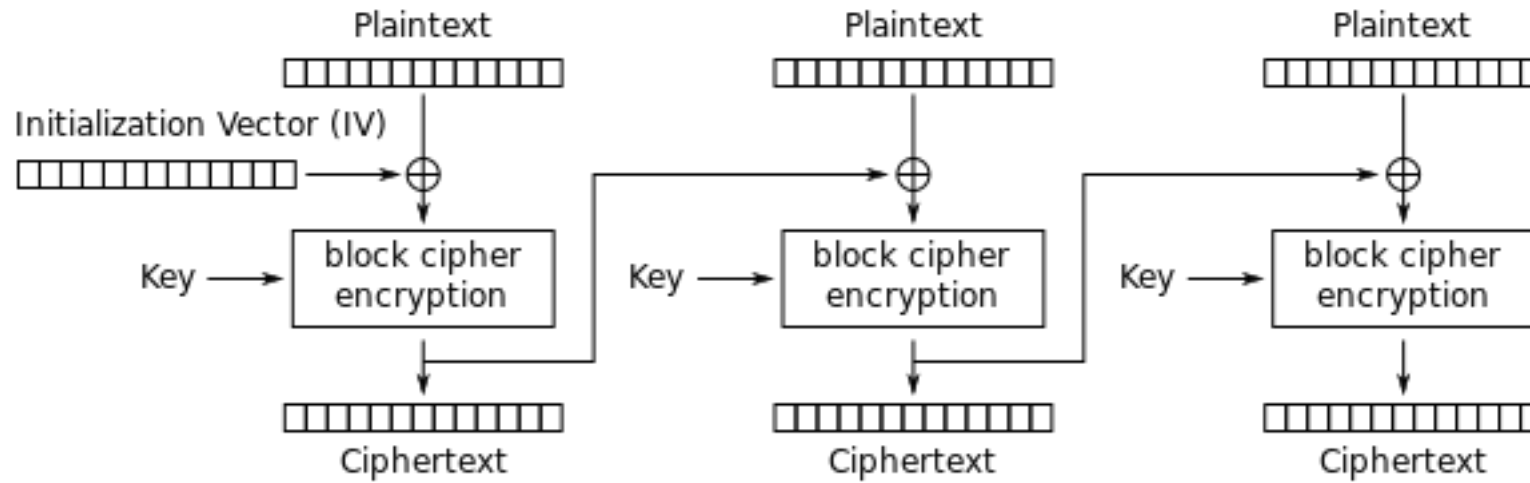 Plaintext
Plaintext
Plaintext
Initialization Vector (IV)
Key
block cipher
encryption
Key
block cipher
encryption
Key
block cipher
encryption
Ciphertext
Ciphertext
Ciphertext